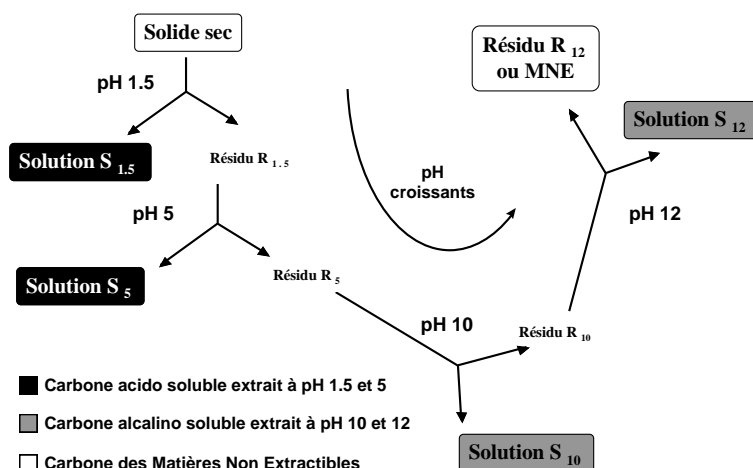 Solide sec
pH 1.5
Solution S 1.5
Résidu R 1.5
pH 5
Solution S 5
Résidu R 5
pH
croissants
Résidu R 12
ou MNE
Solution S 12
pH 12
pH 10
Résidu R 10
Solution S 10
Carbone acido soluble extrait à pH 1.5 et 5
Carbone alcalino soluble extrait à pH 10 et 12
Carbone des Matières Non Extractibles